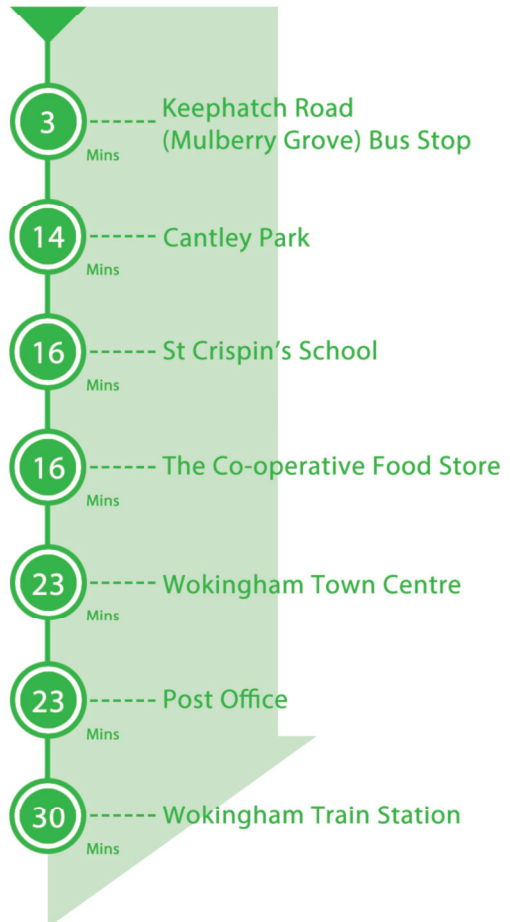 3
Mins
Keephatch Road
(Mulberry Grove) Bus Stop
14
Mins
Cantley Park
16
Mins
St Crispin's School
16
Mins
The Co-operative Food Store
23
Mins
Wokingham Town Centre
23
Mins
Post Office
30
Mins
Wokingham Train Station